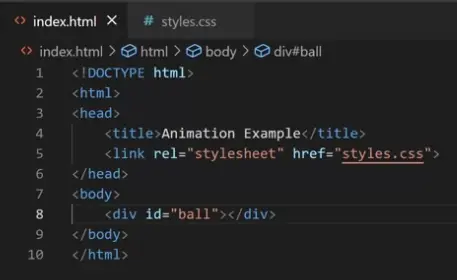 index.html
styles.css
index.html > html > body > div#ball
1 <!DOCTYPE html>
2 <html>
3 <head>
4 <title>Animation Example</title>
5 <link rel="stylesheet" href="styles.css">
6 </head>
7 <body>
8 <div id="ball"></div>
9 </body>
10 </html>